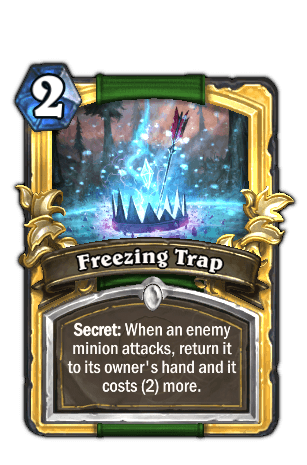 2
Freezing Trap
Secret: When an enemy
minion attacks, return it
to its owner's hand and it
costs (2) more.